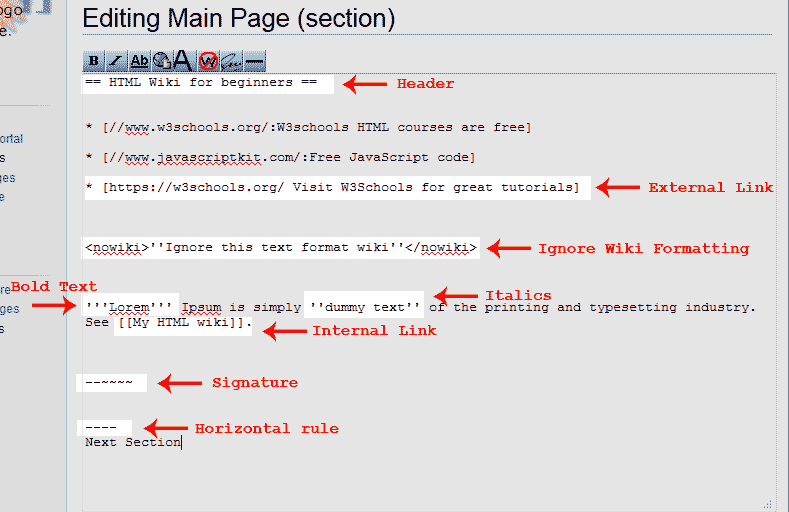 ogo
e.
Editing Main Page (section)
B I Ab A W
== HTML Wiki for beginners ==
Header
* [//www.w3schools.org/:W3schools HTML courses are free]
ortal
s
* [//www.javascriptkit.com/:Free JavaScript code]
ges
e
* [https://w3schools.org/ Visit W3Schools for great tutorials]
External Link
<nowiki>''Ignore this text format wiki''</nowiki>
Ignore Wiki Formatting
re
Bold Text
ges
s
Italics
'''Lorem''' Ipsum is simply ''dummy text'' of the printing and typesetting industry.
See [[My HTML wiki]].
Internal Link
--~~~~
Signature
----
Horizontal rule
Next Section